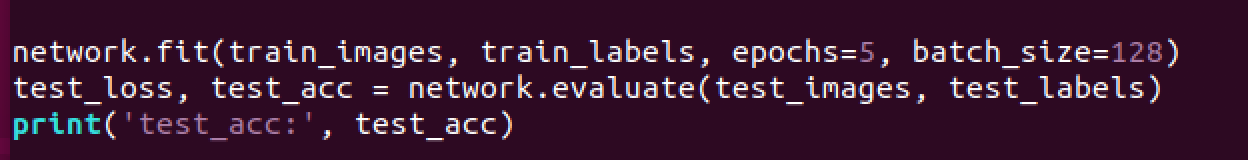 network.fit(train_images, train_labels, epochs=5, batch_size=128)
test_loss, test_acc = network.evaluate(test_images, test_labels)
print('test_acc:', test_acc)